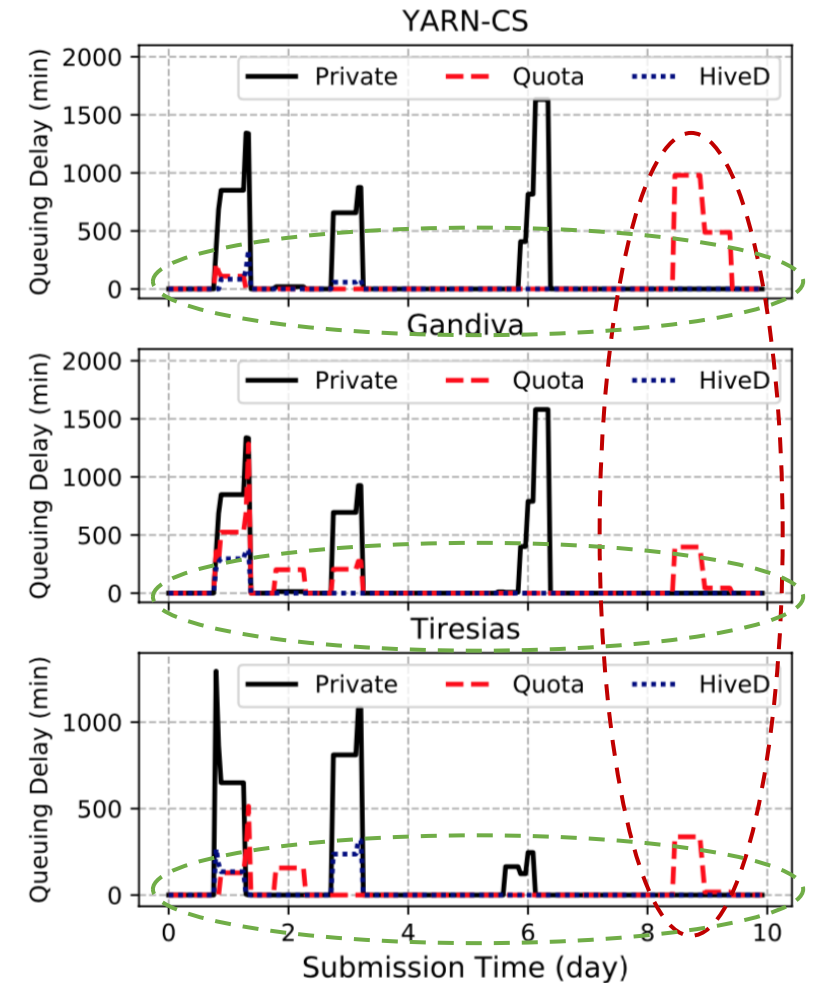 YARN-CS
Queuing Delay (min)
2000
1500
1000
500
0
Private Quota HiveD
Gandiva
Queuing Delay (min)
2000
1500
1000
500
0
Private Quota HiveD
Tiresias
Queuing Delay (min)
1000
500
0
Private Quota HiveD
0 2 4 6 8 10
Submission Time (day)